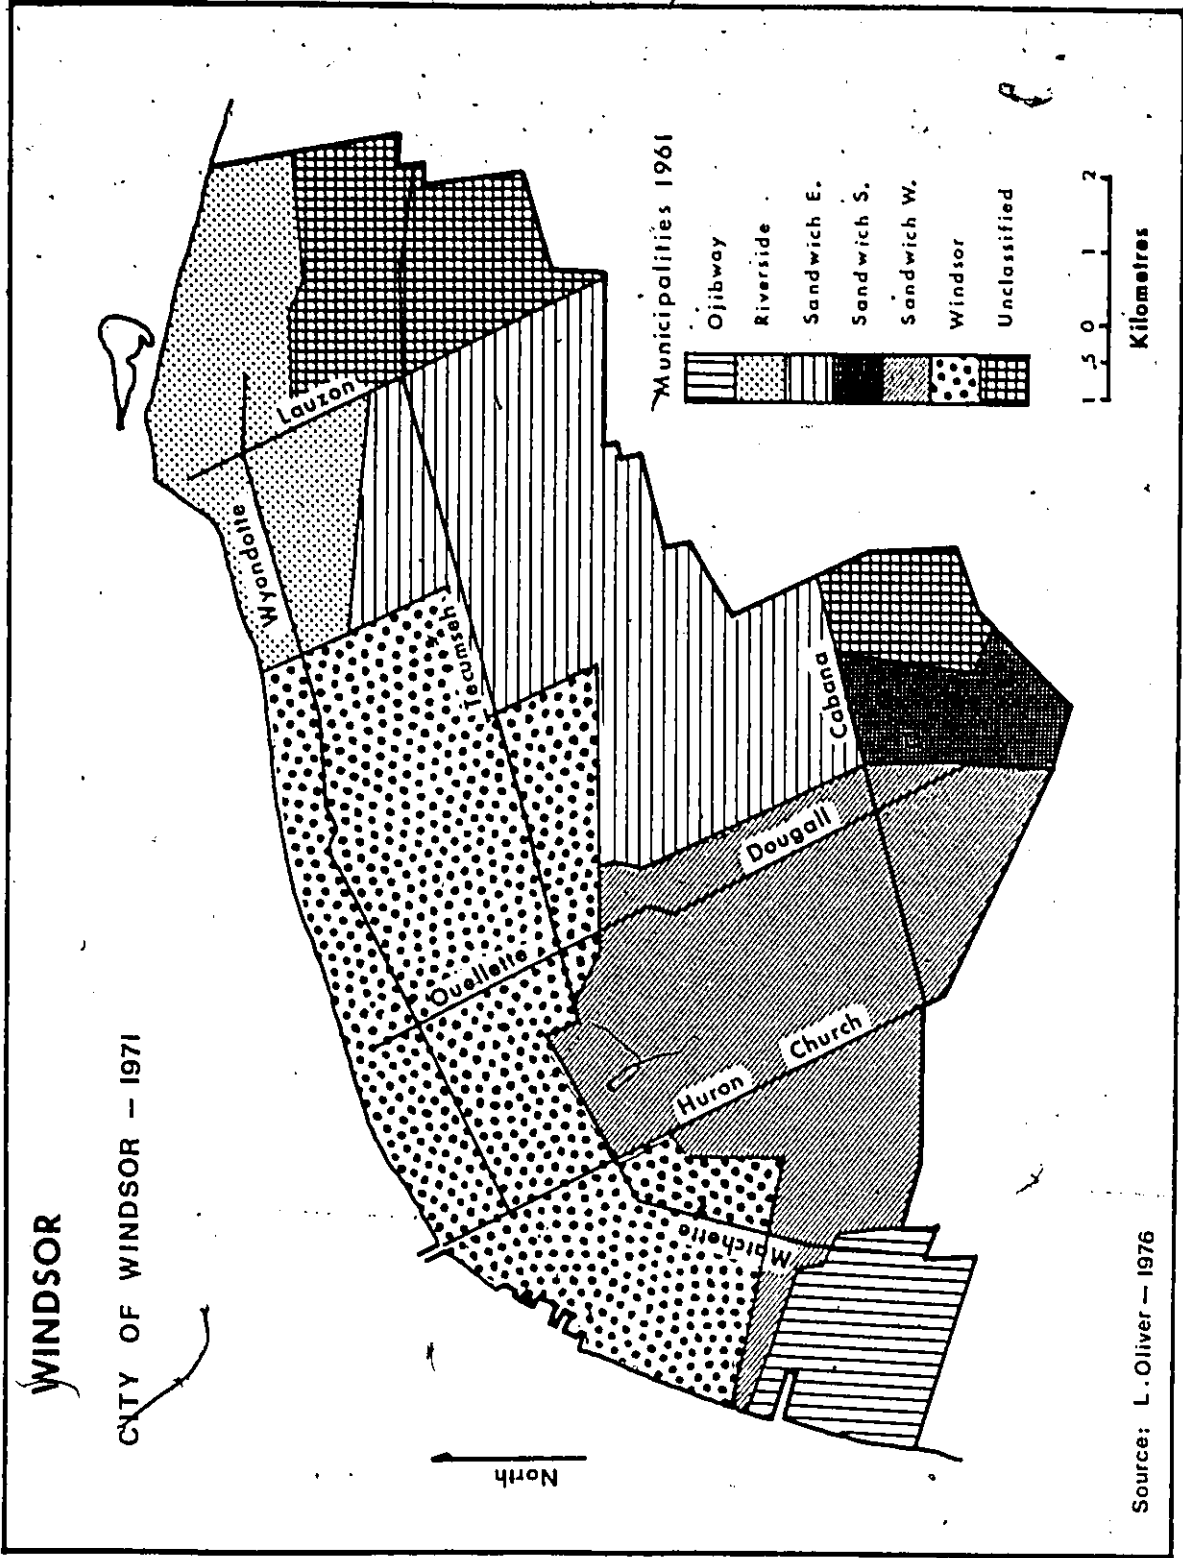 WINDSOR
CITY OF WINDSOR – 1971
North
Wyandotte
Lauzon
Tecumseh
Ouellette
Cabana
Dougall
Huron
Church
Matchette
Municipalities 1961
Ojibway
Riverside
Sandwich E.
Sandwich S.
Sandwich W.
Windsor
Unclassified
1 .5 0 1 2
Kilometres
Source: L. Oliver – 1976